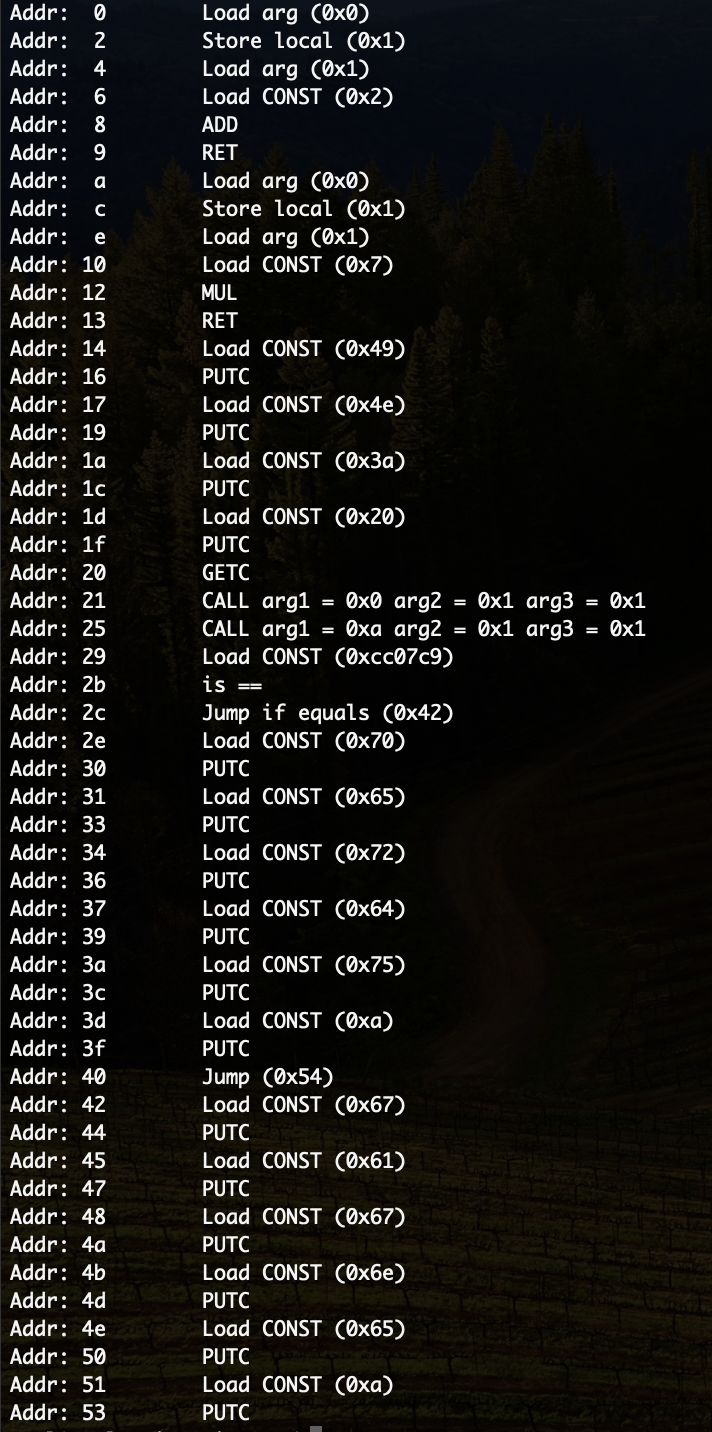 Addr:  0        Load arg (0x0)
Addr:  2        Store local (0x1)
Addr:  4        Load arg (0x1)
Addr:  6        Load CONST (0x2)
Addr:  8        ADD
Addr:  9        RET
Addr:  a        Load arg (0x0)
Addr:  c        Store local (0x1)
Addr:  e        Load arg (0x1)
Addr: 10        Load CONST (0x7)
Addr: 12        MUL
Addr: 13        RET
Addr: 14        Load CONST (0x49)
Addr: 16        PUTC
Addr: 17        Load CONST (0x4e)
Addr: 19        PUTC
Addr: 1a        Load CONST (0x3a)
Addr: 1c        PUTC
Addr: 1d        Load CONST (0x20)
Addr: 1f        PUTC
Addr: 20        GETC
Addr: 21        CALL arg1 = 0x0 arg2 = 0x1 arg3 = 0x1
Addr: 25        CALL arg1 = 0xa arg2 = 0x1 arg3 = 0x1
Addr: 29        Load CONST (0xcc07c9)
Addr: 2b        is ==
Addr: 2c        Jump if equals (0x42)
Addr: 2e        Load CONST (0x70)
Addr: 30        PUTC
Addr: 31        Load CONST (0x65)
Addr: 33        PUTC
Addr: 34        Load CONST (0x72)
Addr: 36        PUTC
Addr: 37        Load CONST (0x64)
Addr: 39        PUTC
Addr: 3a        Load CONST (0x75)
Addr: 3c        PUTC
Addr: 3d        Load CONST (0xa)
Addr: 3f        PUTC
Addr: 40        Jump (0x54)
Addr: 42        Load CONST (0x67)
Addr: 44        PUTC
Addr: 45        Load CONST (0x61)
Addr: 47        PUTC
Addr: 48        Load CONST (0x67)
Addr: 4a        PUTC
Addr: 4b        Load CONST (0x6e)
Addr: 4d        PUTC
Addr: 4e        Load CONST (0x65)
Addr: 50        PUTC
Addr: 51        Load CONST (0xa)
Addr: 53        PUTC